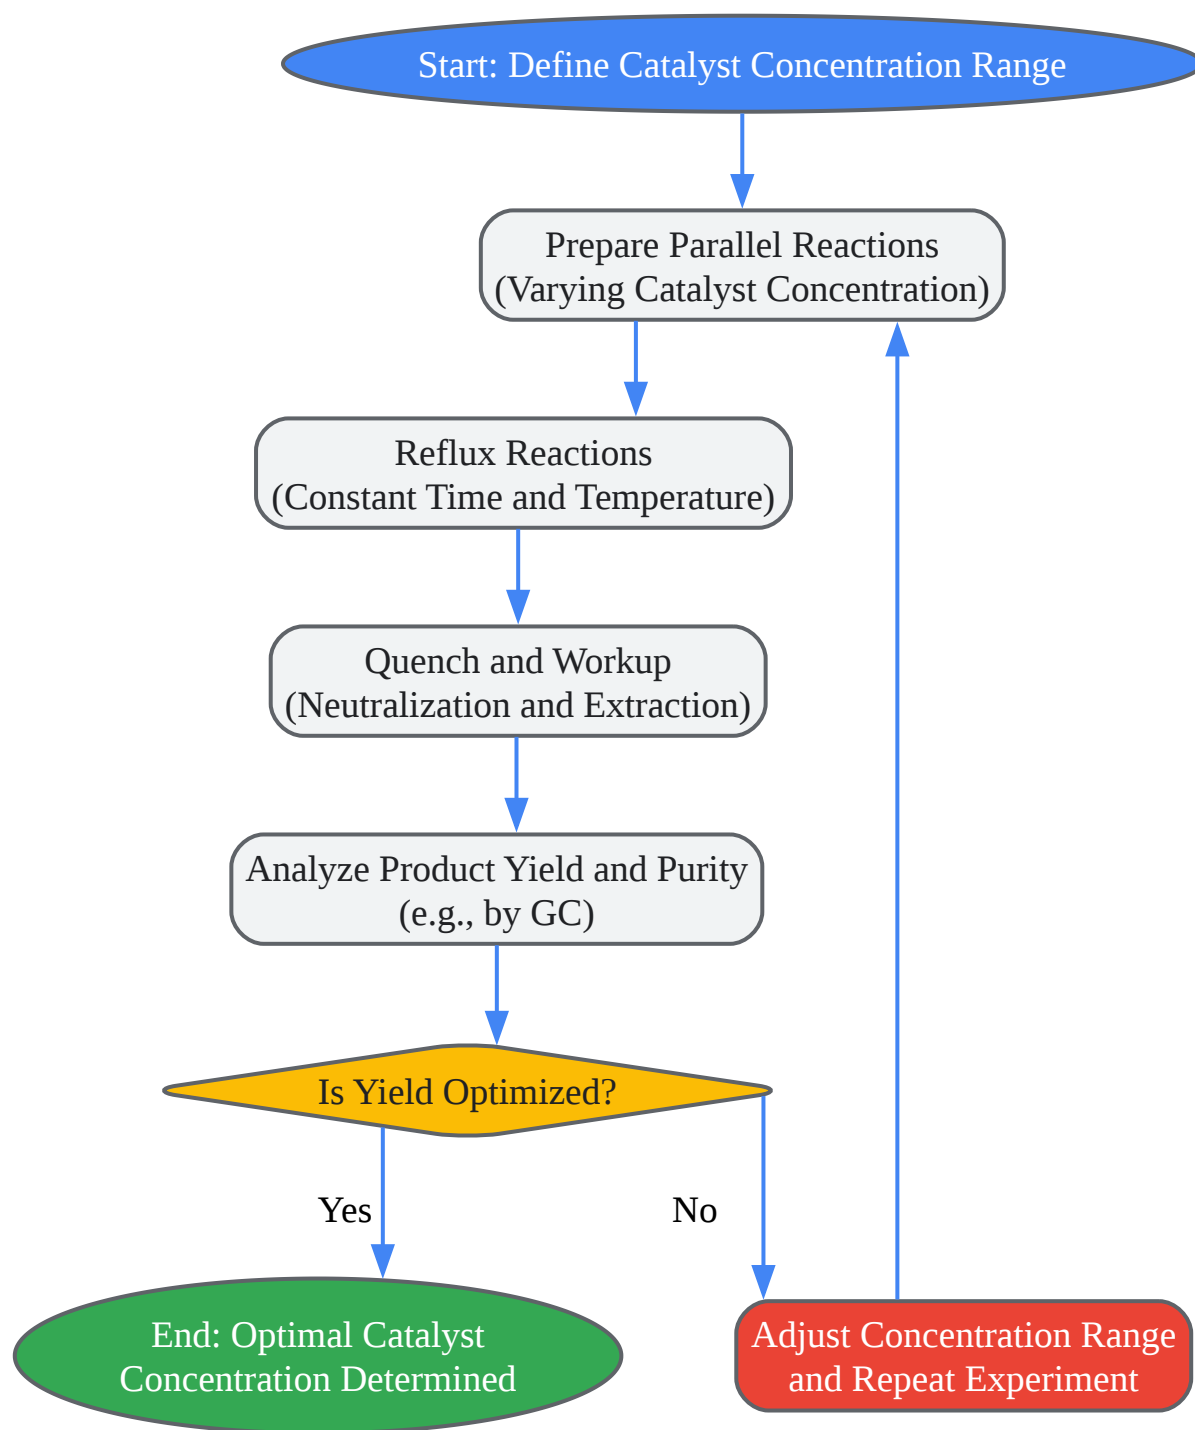 Start: Define Catalyst Concentration Range
Prepare Parallel Reactions
(Varying Catalyst Concentration)
Reflux Reactions
(Constant Time and Temperature)
Quench and Workup
(Neutralization and Extraction)
Analyze Product Yield and Purity
(e.g., by GC)
Is Yield Optimized?
Yes
No
End: Optimal Catalyst
Concentration Determined
Adjust Concentration Range
and Repeat Experiment